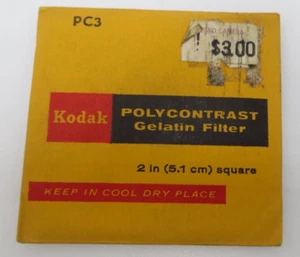 PC3
$3.00
Kodak
POLYCONTRAST
Gelatin Filter
2 in (5.1 cm) square
KEEP IN COOL DRY PLACE